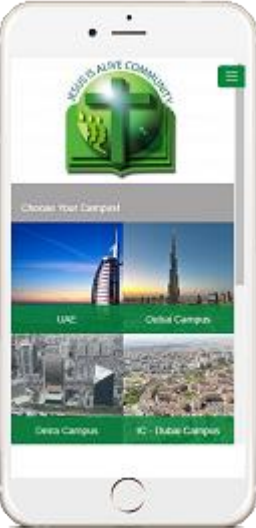 JESUS IS ALIVE COMMUNITY
Choose Your Campus!
UAE
Dubai Campus
Deira Campus
IC - Dubai Campus